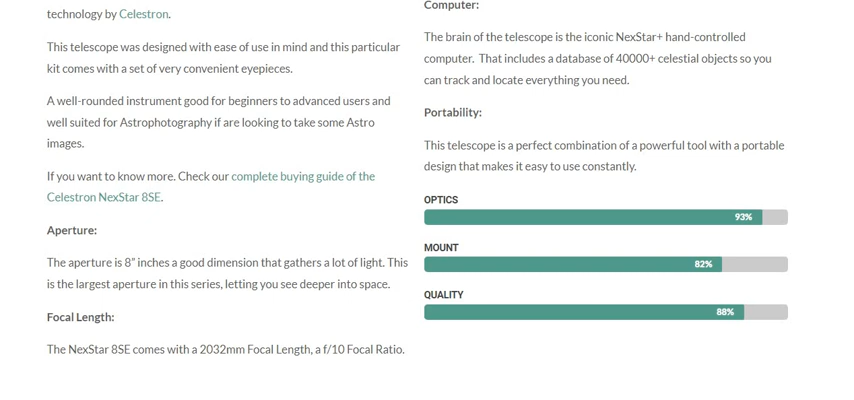 technology by Celestron.
This telescope was designed with ease of use in mind and this particular
kit comes with a set of very convenient eyepieces.
A well-rounded instrument good for beginners to advanced users and
well suited for Astrophotography if are looking to take some Astro
images.
If you want to know more. Check our complete buying guide of the
Celestron NexStar 8SE.
Aperture:
The aperture is 8” inches a good dimension that gathers a lot of light. This
is the largest aperture in this series, letting you see deeper into space.
Focal Length:
The NexStar 8SE comes with a 2032mm Focal Length, a f/10 Focal Ratio.
Computer:
The brain of the telescope is the iconic NexStar+ hand-controlled
computer.  That includes a database of 40000+ celestial objects so you
can track and locate everything you need.
Portability:
This telescope is a perfect combination of a powerful tool with a portable
design that makes it easy to use constantly.
OPTICS
93%
MOUNT
82%
QUALITY
88%